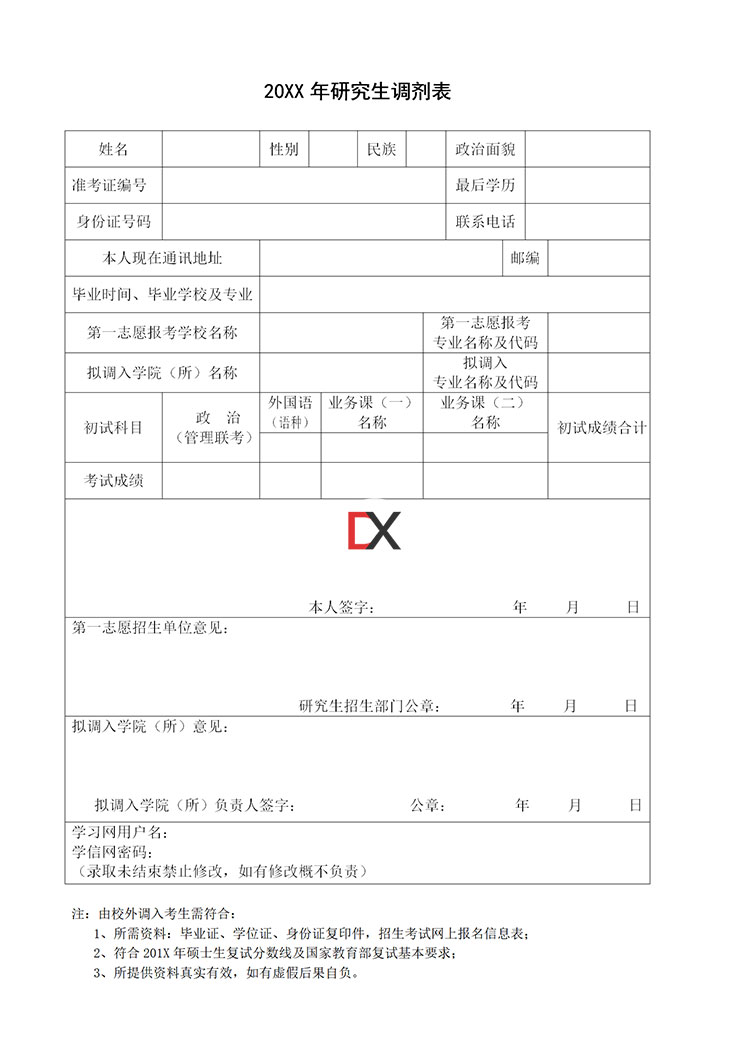 20XX 年研究生调剂表
姓名 性别 民族 政治面貌
准考证编号 最后学历
身份证号码 联系电话
本人现在通讯地址 邮编
毕业时间、毕业学校及专业
第一志愿报考学校名称 第一志愿报考
专业名称及代码
拟调入学院（所）名称 拟调入
专业名称及代码
初试科目 政 治
（管理联考）
外国语
（语种）
业务课（一）
名称
业务课（二）
名称
初试成绩合计
考试成绩
DX
本人签字： 年 月 日
第一志愿招生单位意见：
研究生招生部门公章： 年 月 日
拟调入学院（所）意见：
拟调入学院（所）负责人签字： 公章： 年 月 日
学习网用户名：
学信网密码：
（录取未结束禁止修改，如有修改概不负责）
注：由校外调入考生需符合：
1、所需资料：毕业证、学位证、身份证复印件，招生考试网上报名信息表；
2、符合 201X 年硕士生复试分数线及国家教育部复试基本要求；
3、所提供资料真实有效，如有虚假后果自负。